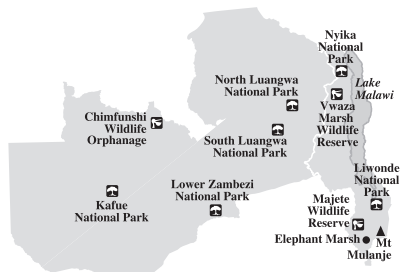 Nyika
National
Park
Lake
Malawi
North Luangwa
National Park
Vwaza
Marsh
Wildlife
Reserve
Chimfunshi
Wildlife
Orphanage
South Luangwa
National Park
Liwonde
National
Park
Lower Zambezi
National Park
Kafue
National Park
Majete
Wildlife
Reserve
Elephant Marsh
Mt
Mulanje